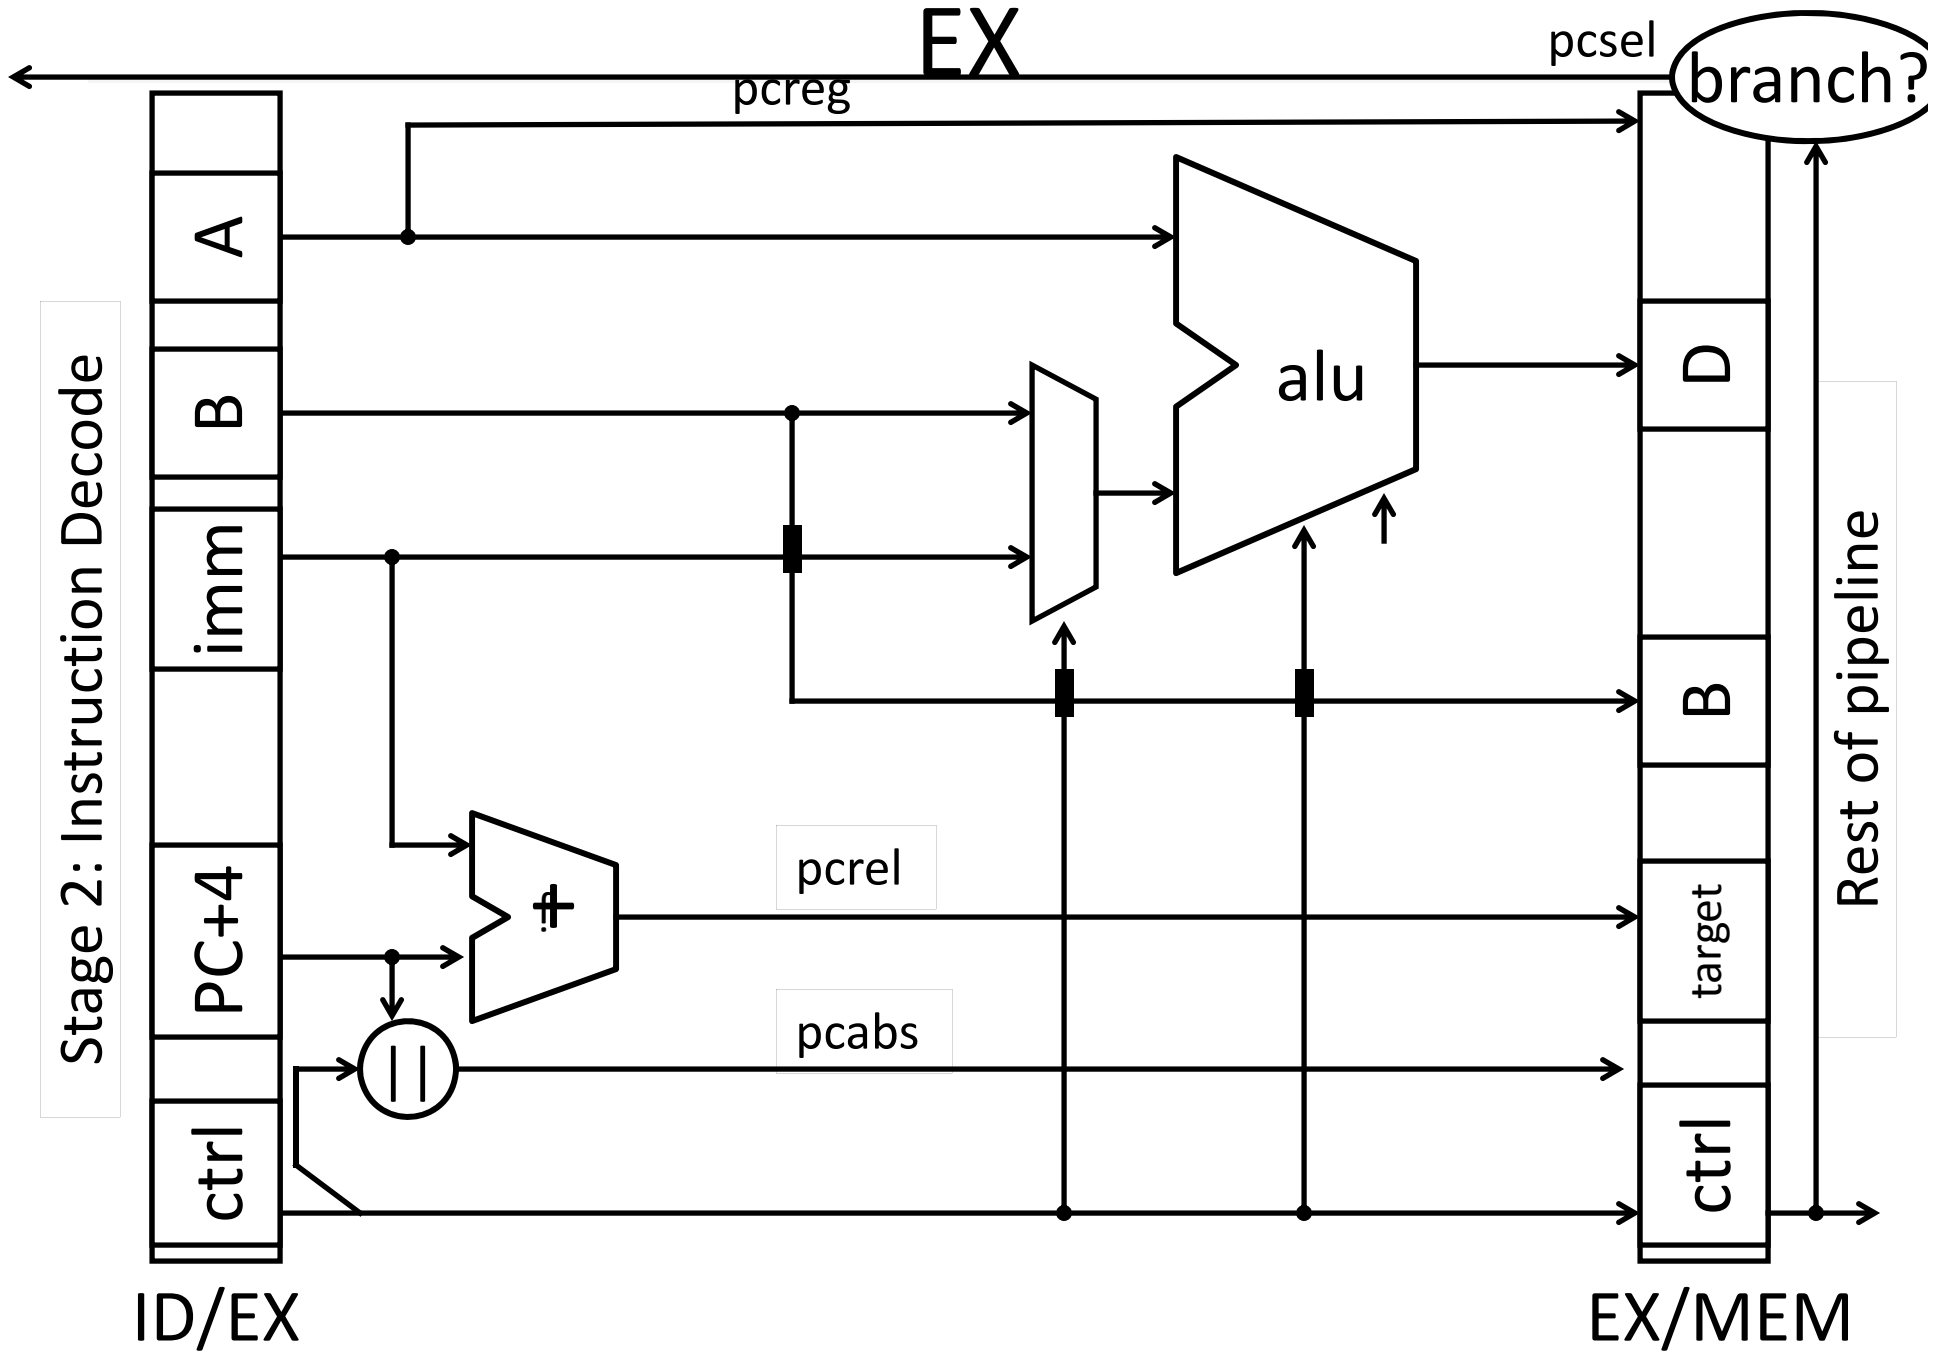 EX
pcsel
branch?
pcreg
A
B
imm
PC+4
ctrl
Stage 2: Instruction Decode
alu
D
B
target
ctrl
Rest of pipeline
+
pcrel
pcabs
||
ID/EX
EX/MEM